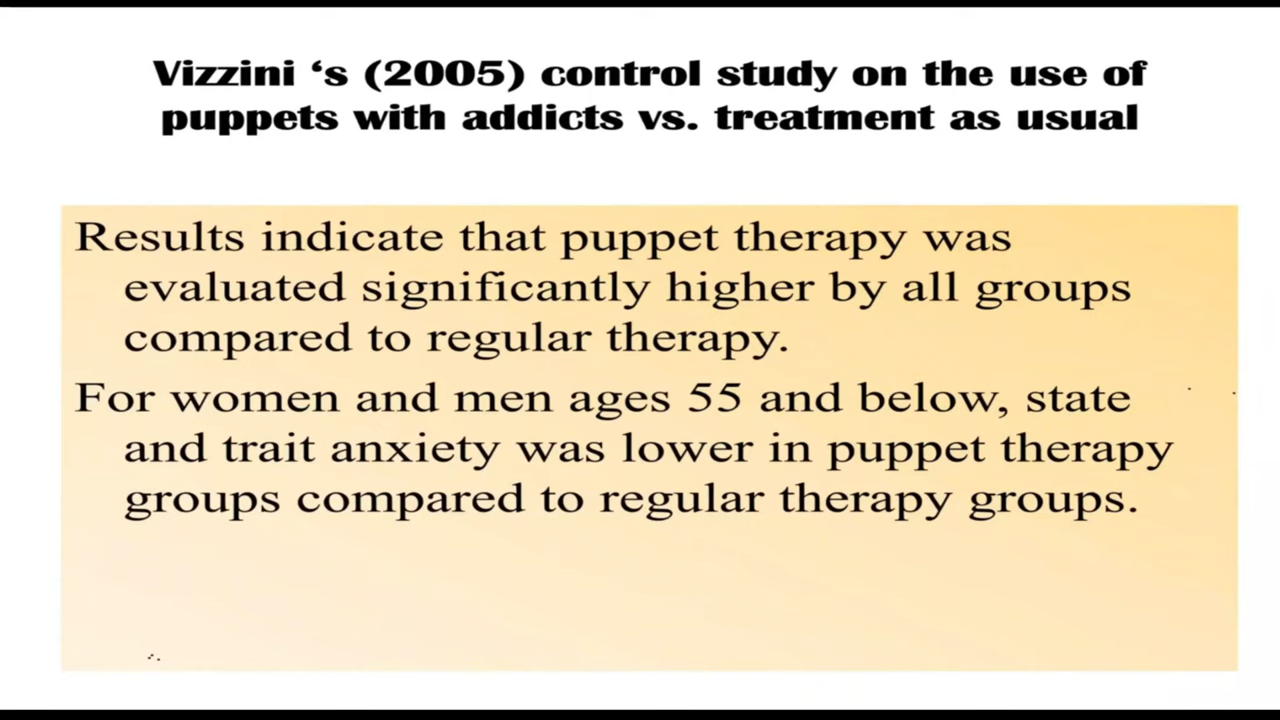 Vizzini ‘s (2005) control study on the use of
puppets with addicts vs. treatment as usual
Results indicate that puppet therapy was
evaluated significantly higher by all groups
compared to regular therapy.
For women and men ages 55 and below, state
and trait anxiety was lower in puppet therapy
groups compared to regular therapy groups.